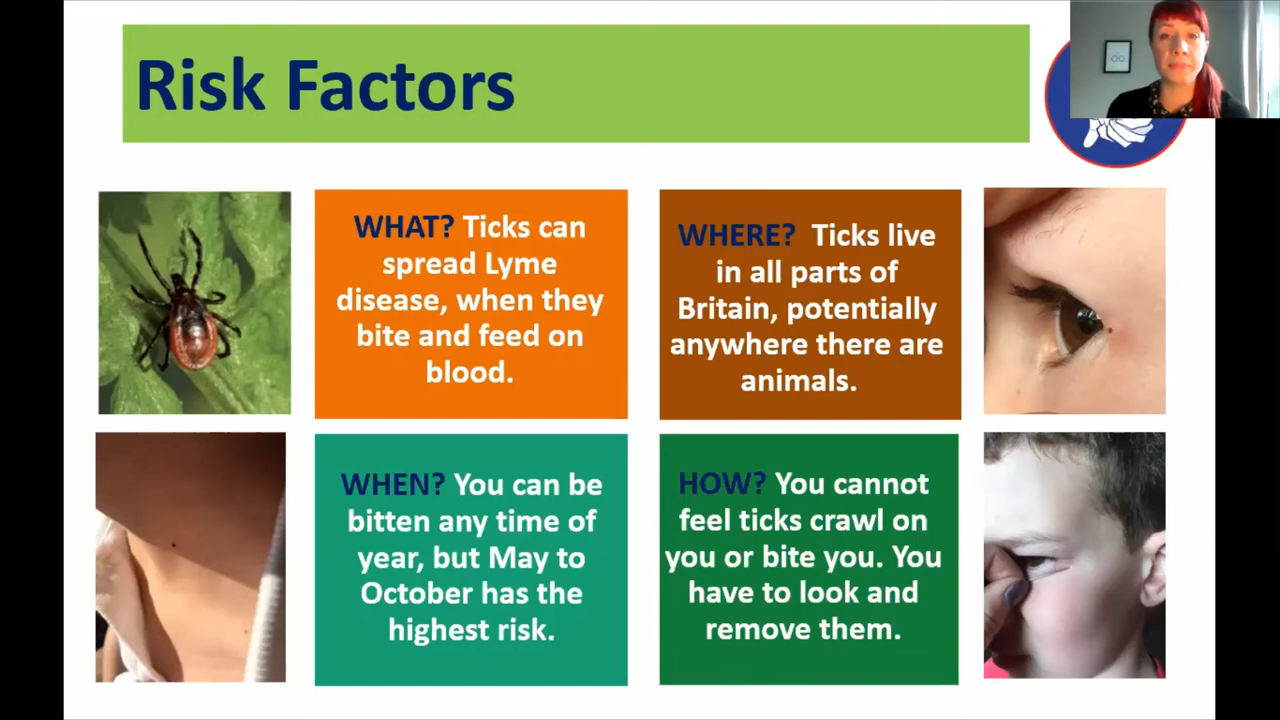 Risk Factors
WHAT? Ticks can
spread Lyme
disease, when they
bite and feed on
blood.
WHERE? Ticks live
in all parts of
Britain, potentially
anywhere there are
animals.
WHEN? You can be
bitten any time of
year, but May to
October has the
highest risk.
HOW? You cannot
feel ticks crawl on
you or bite you. You
have to look and
remove them.